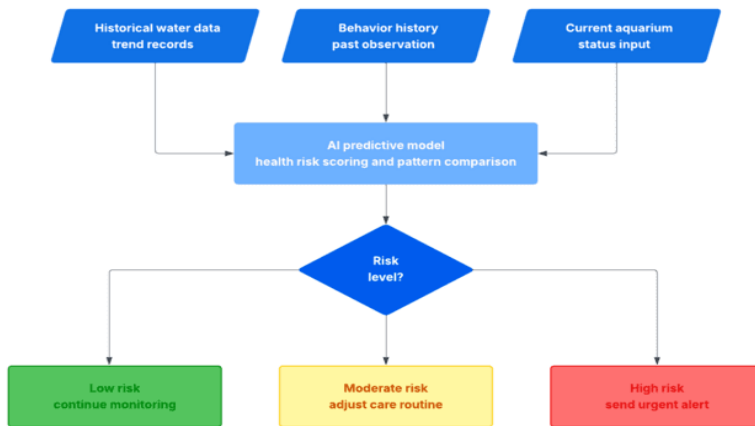 Historical water data
trend records
Behavior history
past observation
Current aquarium
status input
AI predictive model
health risk scoring and pattern comparison
Risk
level?
Low risk
continue monitoring
Moderate risk
adjust care routine
High risk
send urgent alert